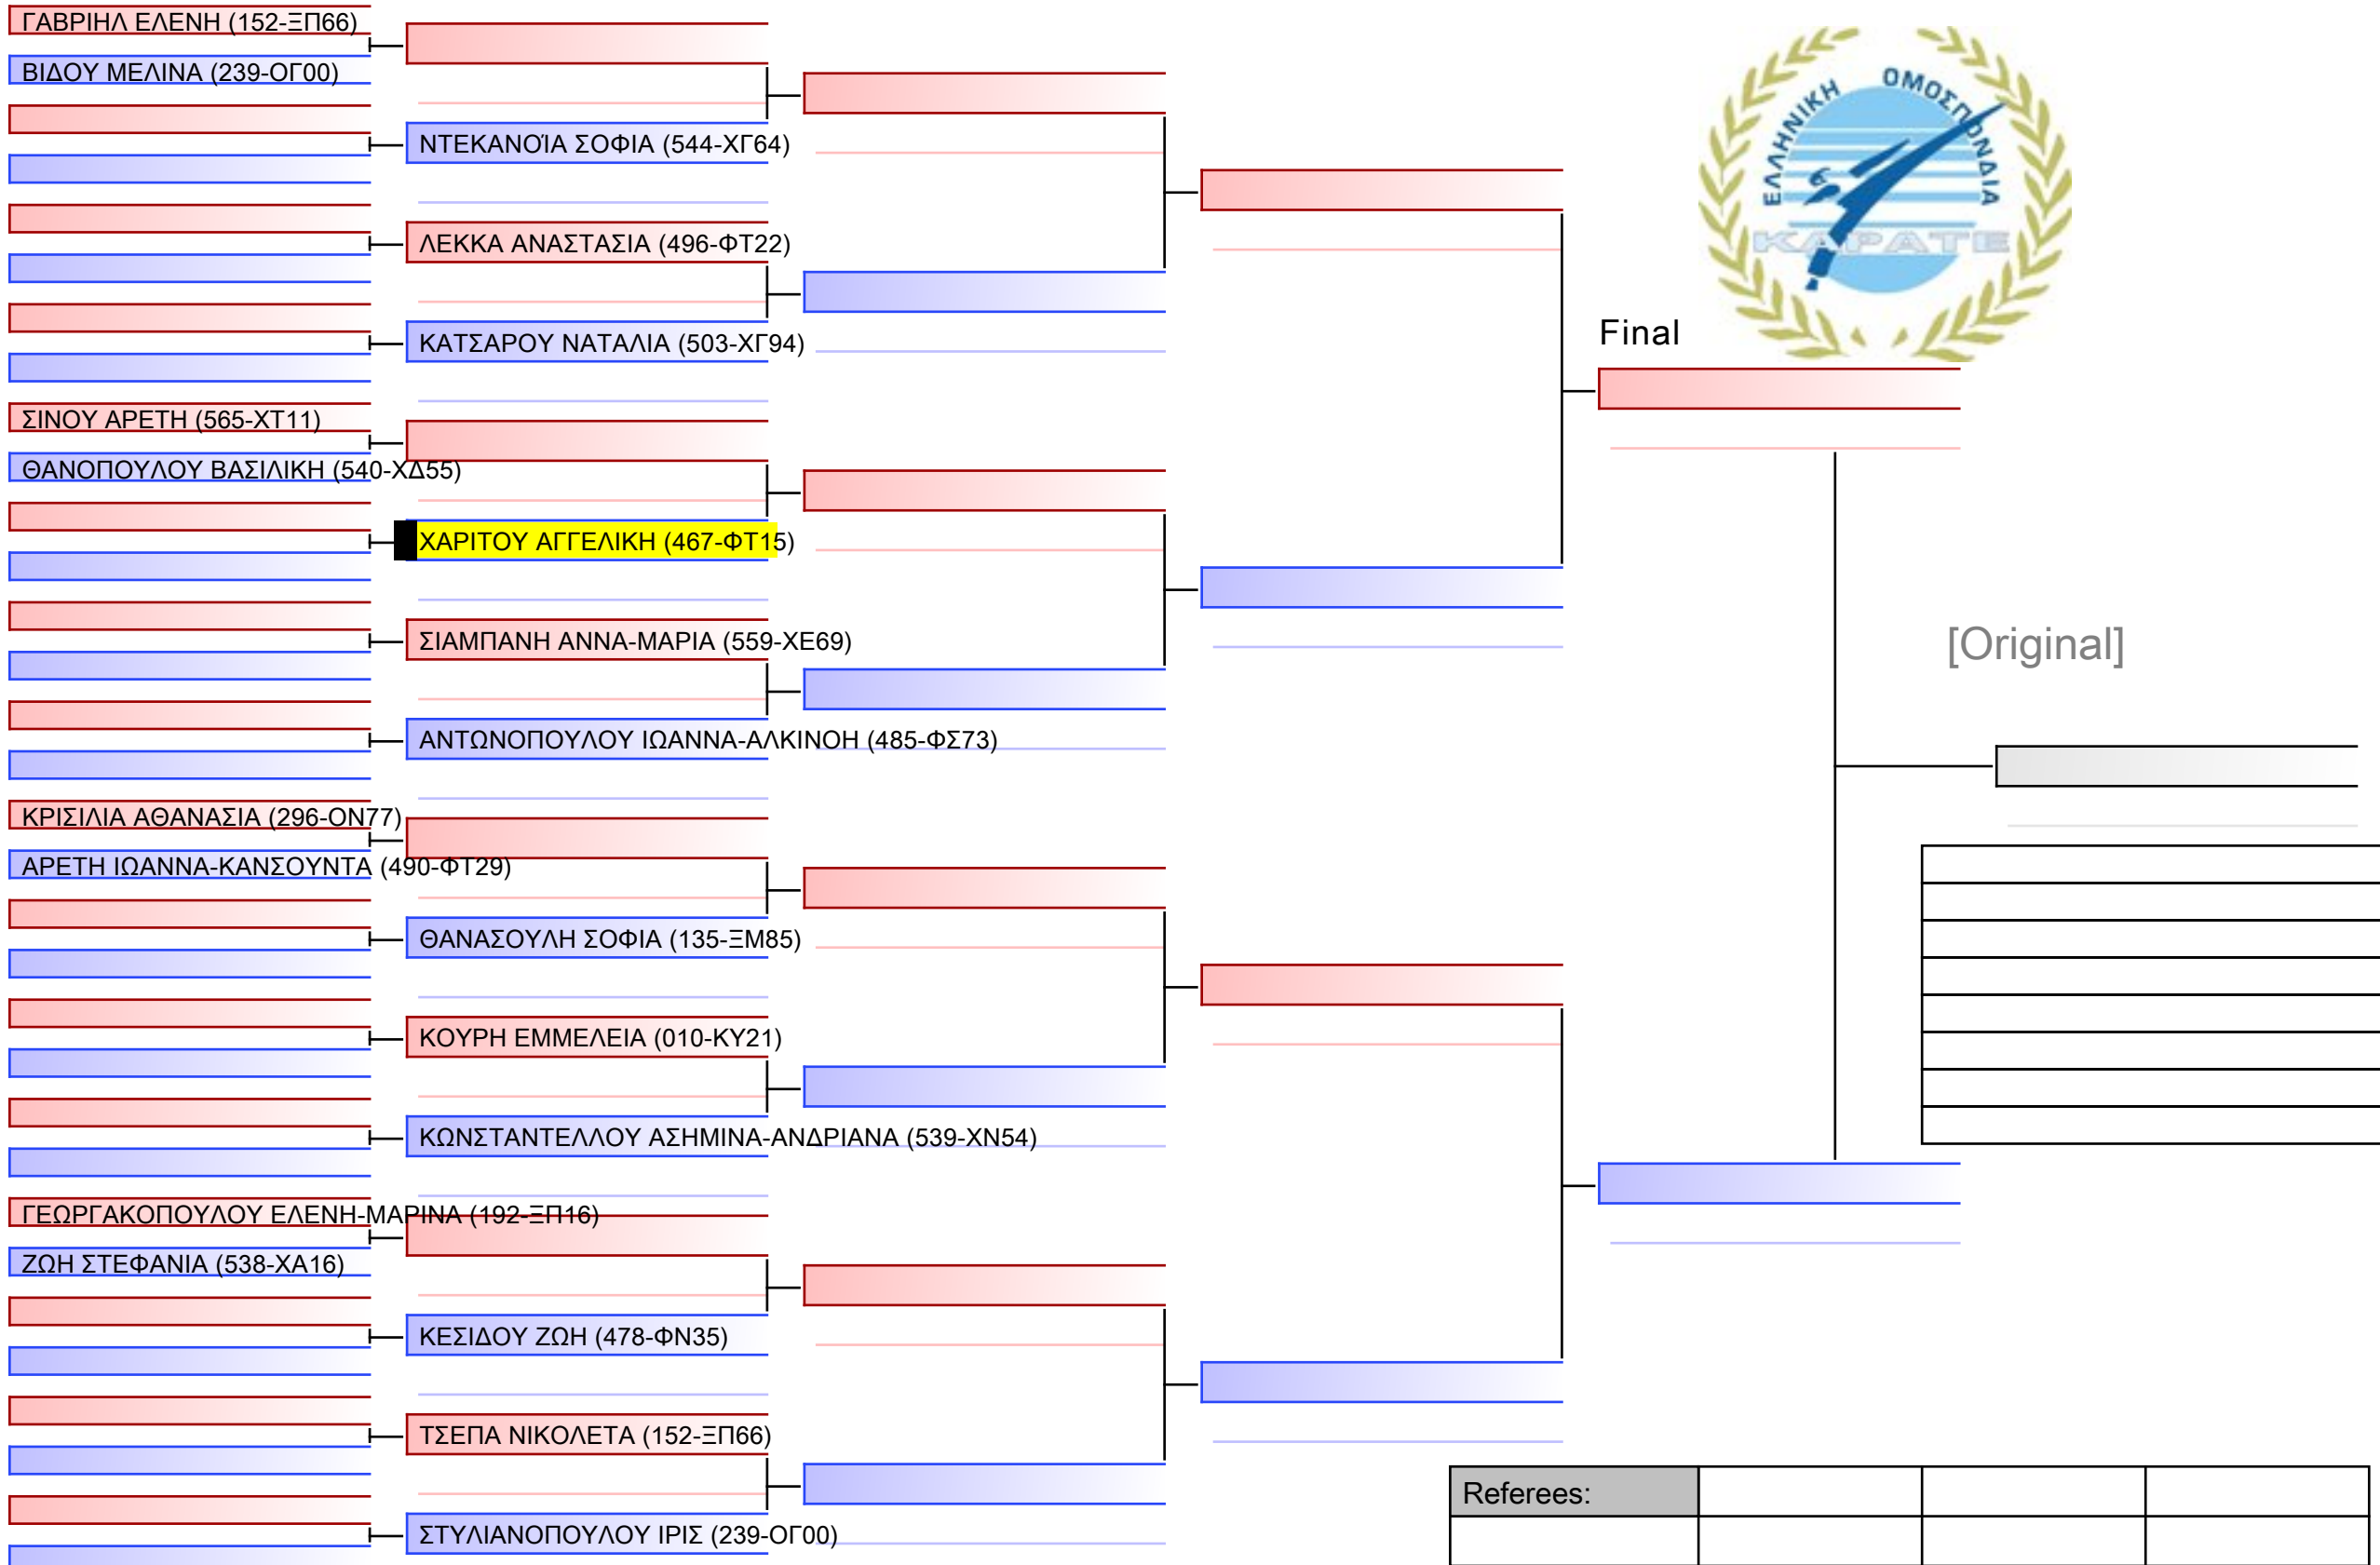 ΓΑΒΡΙΗΛ ΕΛΕΝΗ (152-ΞΠ66)
ΒΙΔΟΥ ΜΕΛΙΝΑ (239-ΟΓ00)
ΝΤΕΚΑΝΟΪΑ ΣΟΦΙΑ (544-ΧΓ64)
ΛΕΚΚΑ ΑΝΑΣΤΑΣΙΑ (496-ΦΤ22)
ΚΑΤΣΑΡΟΥ ΝΑΤΑΛΙΑ (503-ΧΓ94)
ΣΙΝΟΥ ΑΡΕΤΗ (565-ΧΤ11)
ΘΑΝΟΠΟΥΛΟΥ ΒΑΣΙΛΙΚΗ (540-ΧΔ55)
ΧΑΡΙΤΟΥ ΑΓΓΕΛΙΚΗ (467-ΦΤ15)
ΣΙΑΜΠΑΝΗ ΑΝΝΑ-ΜΑΡΙΑ (559-ΧΕ69)
ΑΝΤΩΝΟΠΟΥΛΟΥ ΙΩΑΝΝΑ-ΑΛΚΙΝΟΗ (485-ΦΣ73)
ΚΡΙΣΙΛΙΑ ΑΘΑΝΑΣΙΑ (296-ΟΝ77)
ΑΡΕΤΗ ΙΩΑΝΝΑ-ΚΑΝΣΟΥΝΤΑ (490-ΦΤ29)
ΘΑΝΑΣΟΥΛΗ ΣΟΦΙΑ (135-ΞΜ85)
ΚΟΥΡΗ ΕΜΜΕΛΕΙΑ (010-ΚΥ21)
ΚΩΝΣΤΑΝΤΕΛΛΟΥ ΑΣΗΜΙΝΑ-ΑΝΔΡΙΑΝΑ (539-ΧΝ54)
ΓΕΩΡΓΑΚΟΠΟΥΛΟΥ ΕΛΕΝΗ-ΜΑΡΙΝΑ (192-ΞΠ16)
ΖΩΗ ΣΤΕΦΑΝΙΑ (538-ΧΑ16)
ΚΕΣΙΔΟΥ ΖΩΗ (478-ΦΝ35)
ΤΣΕΠΑ ΝΙΚΟΛΕΤΑ (152-ΞΠ66)
ΣΤΥΛΙΑΝΟΠΟΥΛΟΥ ΙΡΙΣ (239-ΟΓ00)
ΕΛΛΗΝΙΚΗ ΟΜΟΣΠΟΝΔΙΑ
ΚΑΡΑΤΕ
Final
[Original]
Referees: